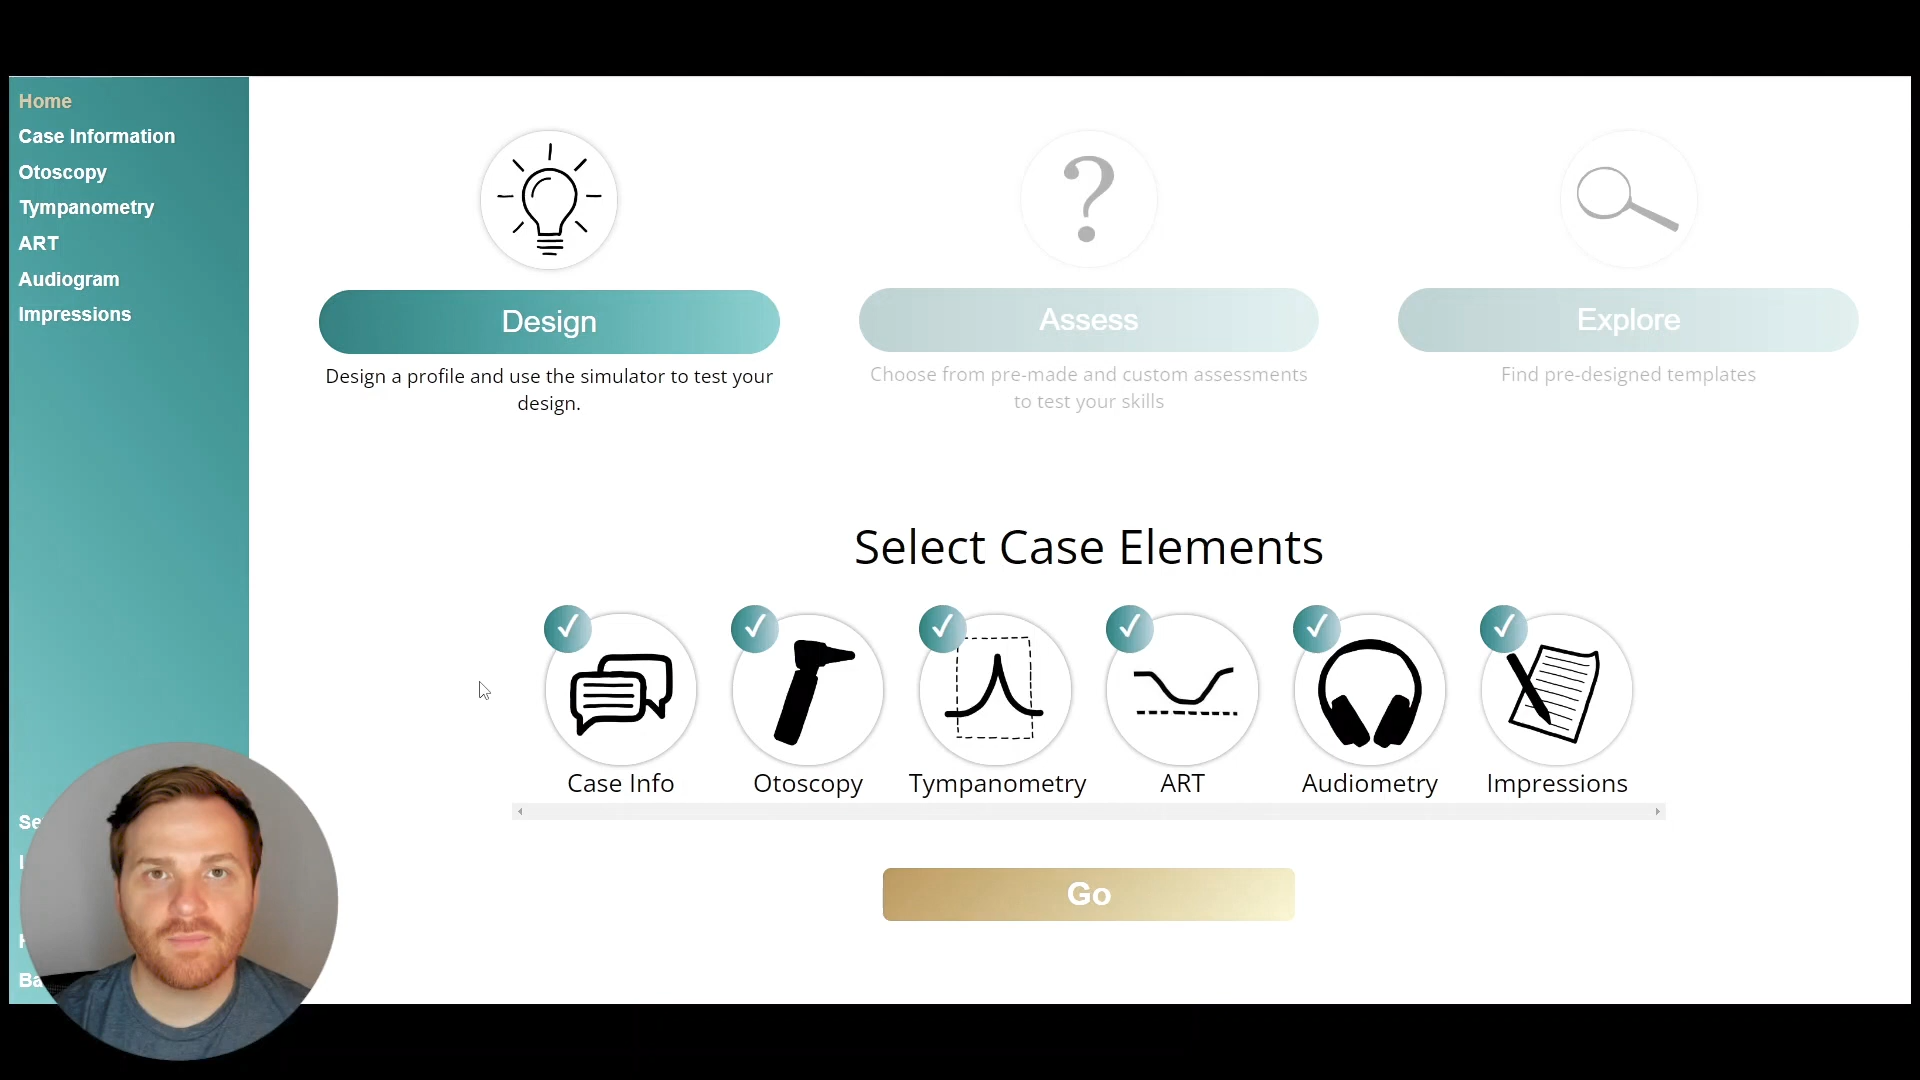 Home
Case Information
Otoscopy
Tympanometry
ART
Audiogram
Impressions
Design
Design a profile and use the simulator to test your
design.
Assess
Choose from pre-made and custom assessments
to test your skills
Explore
Find pre-designed templates
Select Case Elements
Case Info
Otoscopy
Tympanometry
ART
Audiometry
Impressions
Go